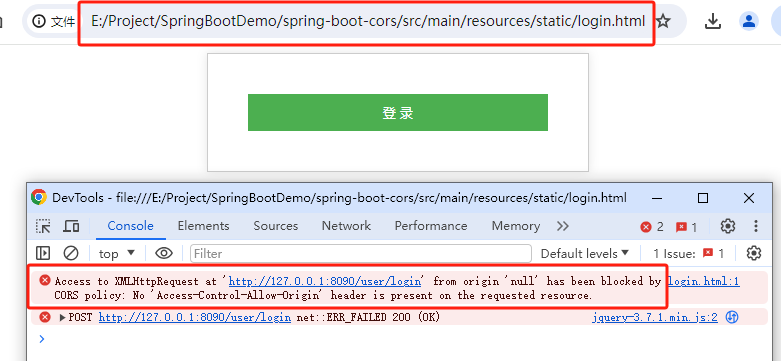 文件 E:/Project/SpringBootDemo/spring-boot-cors/src/main/resources/static/login.html
登 录
DevTools - file:///E:/Project/SpringBootDemo/spring-boot-cors/src/main/resources/static/login.html
Console Elements Sources Network Performance Memory 2 1
top Filter Default levels 1 Issue: 1
Access to XMLHttpRequest at 'http://127.0.0.1:8090/user/login' from origin 'null' has been blocked by login.html:1
CORS policy: No 'Access-Control-Allow-Origin' header is present on the requested resource.
POST http://127.0.0.1:8090/user/login net::ERR_FAILED 200 (OK) jquery-3.7.1.min.js:2